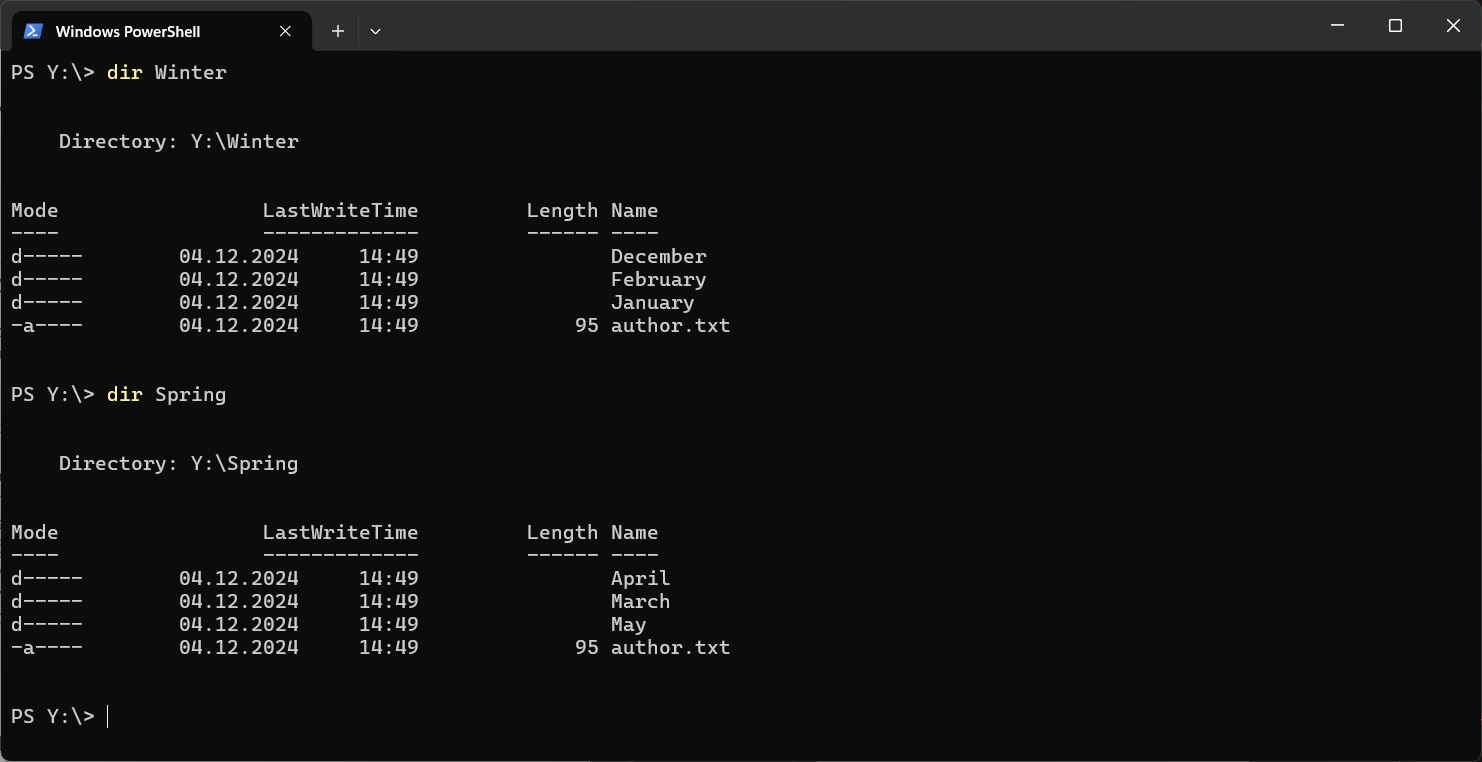 Windows PowerShell
PS Y:\> dir Winter
    Directory: Y:\Winter
Mode                 LastWriteTime         Length Name
----                 -------------         ------ ----
d-----        04.12.2024     14:49                December
d-----        04.12.2024     14:49                February
d-----        04.12.2024     14:49                January
-a----        04.12.2024     14:49             95 author.txt
PS Y:\> dir Spring
    Directory: Y:\Spring
Mode                 LastWriteTime         Length Name
----                 -------------         ------ ----
d-----        04.12.2024     14:49                April
d-----        04.12.2024     14:49                March
d-----        04.12.2024     14:49                May
-a----        04.12.2024     14:49             95 author.txt
PS Y:\>